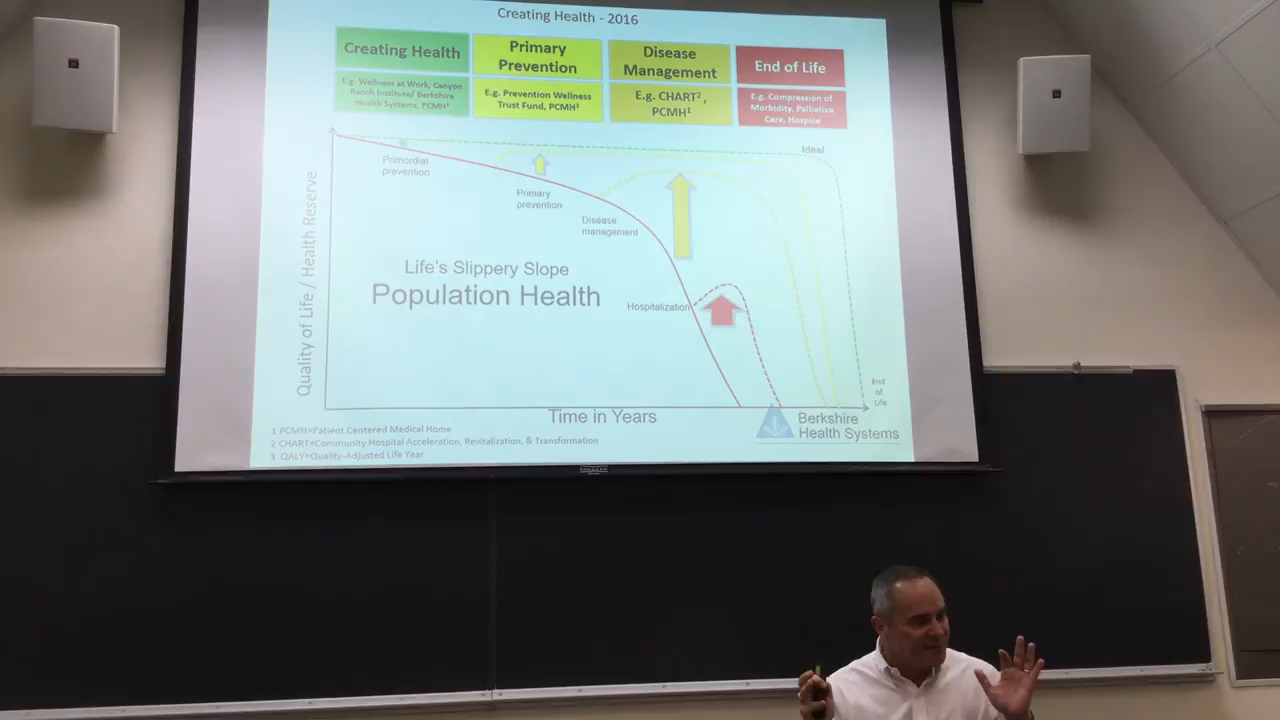 Creating Health - 2016
Creating Health
Primary
Prevention
Disease
Management
End of Life
E.g. Wellness at Work, Canyon
Ranch Institute/ Berkshire
Health Systems, PCMH¹
E.g. Prevention Wellness
Trust Fund, PCMH¹
E.g. CHART²,
PCMH¹
E.g. Compression of
Morbidity, Palliative
Care, Hospice
Ideal
Primordial
prevention
Primary
prevention
Disease
management
Life's Slippery Slope
Population Health
Hospitalization
Quality of Life / Health Reserve
End
of
Life
Time in Years
Berkshire
Health Systems
1 PCMH=Patient Centered Medical Home
2 CHART=Community Hospital Acceleration, Revitalization, & Transformation
3 QALY=Quality-Adjusted Life Year